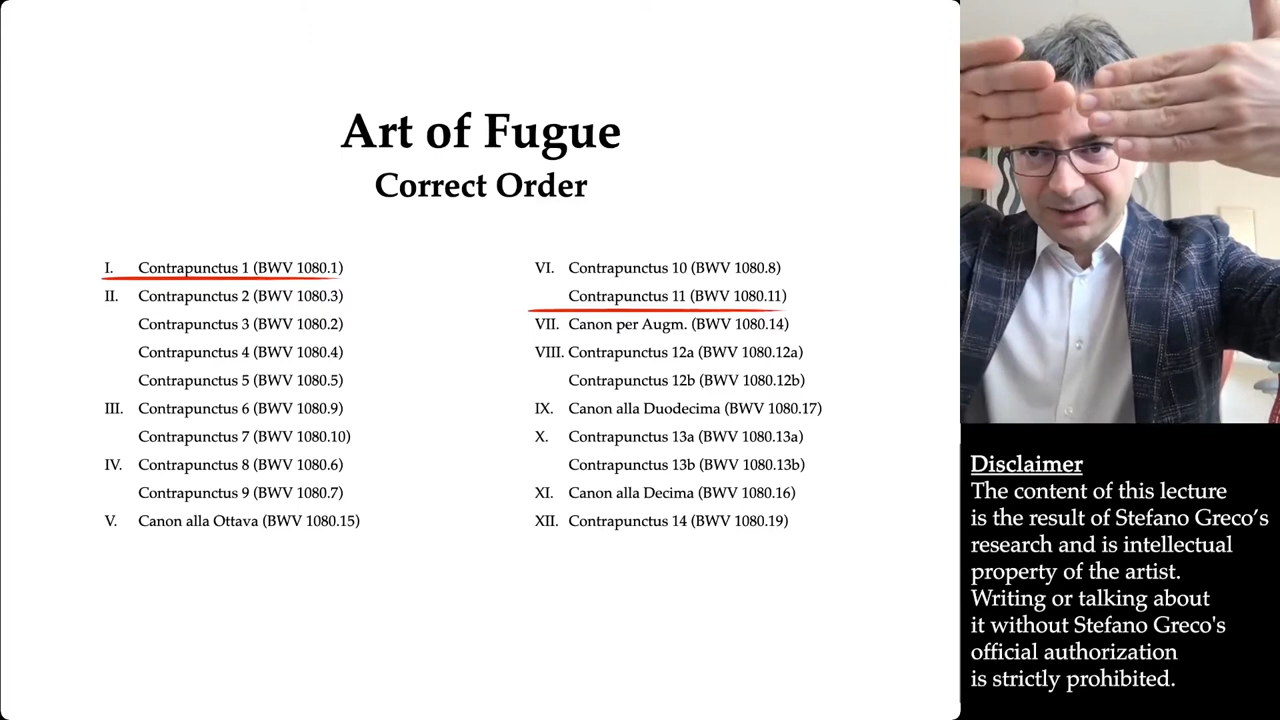 Art of Fugue
Correct Order
I. Contrapunctus 1 (BWV 1080.1)
II. Contrapunctus 2 (BWV 1080.3)
Contrapunctus 3 (BWV 1080.2)
Contrapunctus 4 (BWV 1080.4)
Contrapunctus 5 (BWV 1080.5)
III. Contrapunctus 6 (BWV 1080.9)
Contrapunctus 7 (BWV 1080.10)
IV. Contrapunctus 8 (BWV 1080.6)
Contrapunctus 9 (BWV 1080.7)
V. Canon alla Ottava (BWV 1080.15)
VI. Contrapunctus 10 (BWV 1080.8)
Contrapunctus 11 (BWV 1080.11)
VII. Canon per Augm. (BWV 1080.14)
VIII. Contrapunctus 12a (BWV 1080.12a)
Contrapunctus 12b (BWV 1080.12b)
IX. Canon alla Duodecima (BWV 1080.17)
X. Contrapunctus 13a (BWV 1080.13a)
Contrapunctus 13b (BWV 1080.13b)
XI. Canon alla Decima (BWV 1080.16)
XII. Contrapunctus 14 (BWV 1080.19)
Disclaimer
The content of this lecture
is the result of Stefano Greco’s
research and is intellectual
property of the artist.
Writing or talking about
it without Stefano Greco's
official authorization
is strictly prohibited.